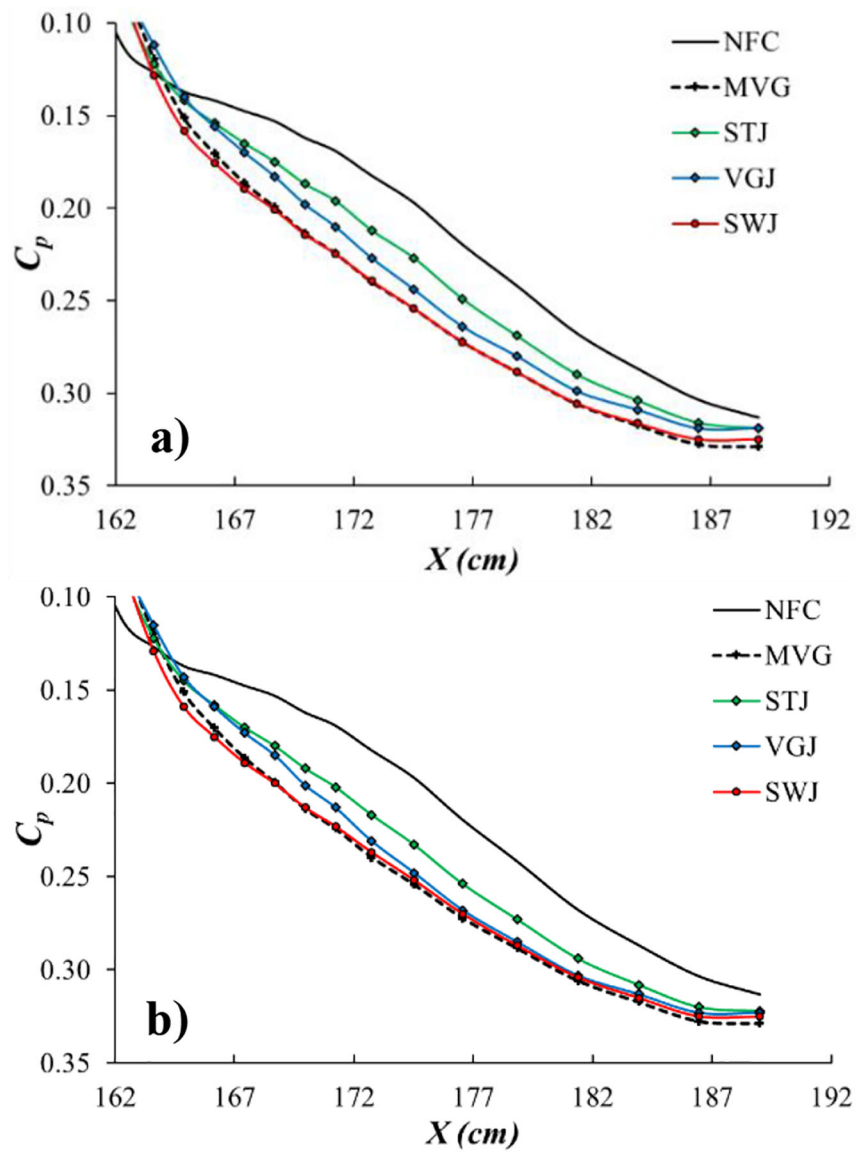 0.10
0.15
0.20
0.25
0.30
0.35
Cp
NFC
MVG
STJ
VGJ
SWJ
a)
162 167 172 177 182 187 192
X (cm)
0.10
0.15
0.20
0.25
0.30
0.35
Cp
NFC
MVG
STJ
VGJ
SWJ
b)
162 167 172 177 182 187 192
X (cm)